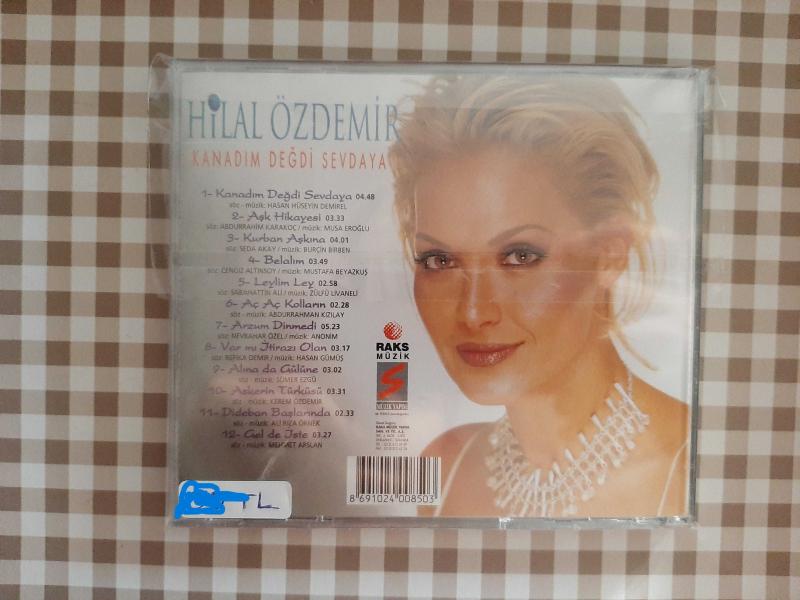 HİLAL ÖZDEMİR
KANADIM DEĞDİ SEVDAYA
1- Kanadım Değdi Sevdaya 04.48
söz - müzik: HASAN HÜSEYİN DEMİREL
2- Aşk Hikayesi 03.33
söz: ABDURRAHİM KARAKOÇ / müzik: MUSA EROĞLU
3- Kurban Aşkına 04.01
söz: SEDA AKAY / müzik: BURÇİN BİRBEN
4- Belalım 03.49
söz: CENGİZ ALTINSOY / müzik: MUSTAFA BEYAZKUŞ
5- Leylim Ley 02.58
söz: SABAHATTİN ALİ / müzik: ZÜLFÜ LİVANELİ
6- Aç Aç Kolların 02.28
söz - müzik: ABDURRAHMAN KIZILAY
7- Arzum Dinmedi 05.23
söz: NEVBAHAR ÖZEL / müzik: ANONİM
8- Var mı İtirazı Olan 03.17
söz: REFİKA DEMİR / müzik: HASAN GÜMÜŞ
9- Alına da Gülüne 03.02
söz - müzik: SÜMER EZGÜ
10- Askerin Türküsü 03.31
söz - müzik: KEREM ÖZDEMİR
11- Dideban Başlarında 02.33
söz - müzik: ALİ RIZA ÖRNEK
12- Gel de İste 03.27
söz - müzik: MEHMET ARSLAN
RAKS
MÜZİK
S
8 691024 008503
TL